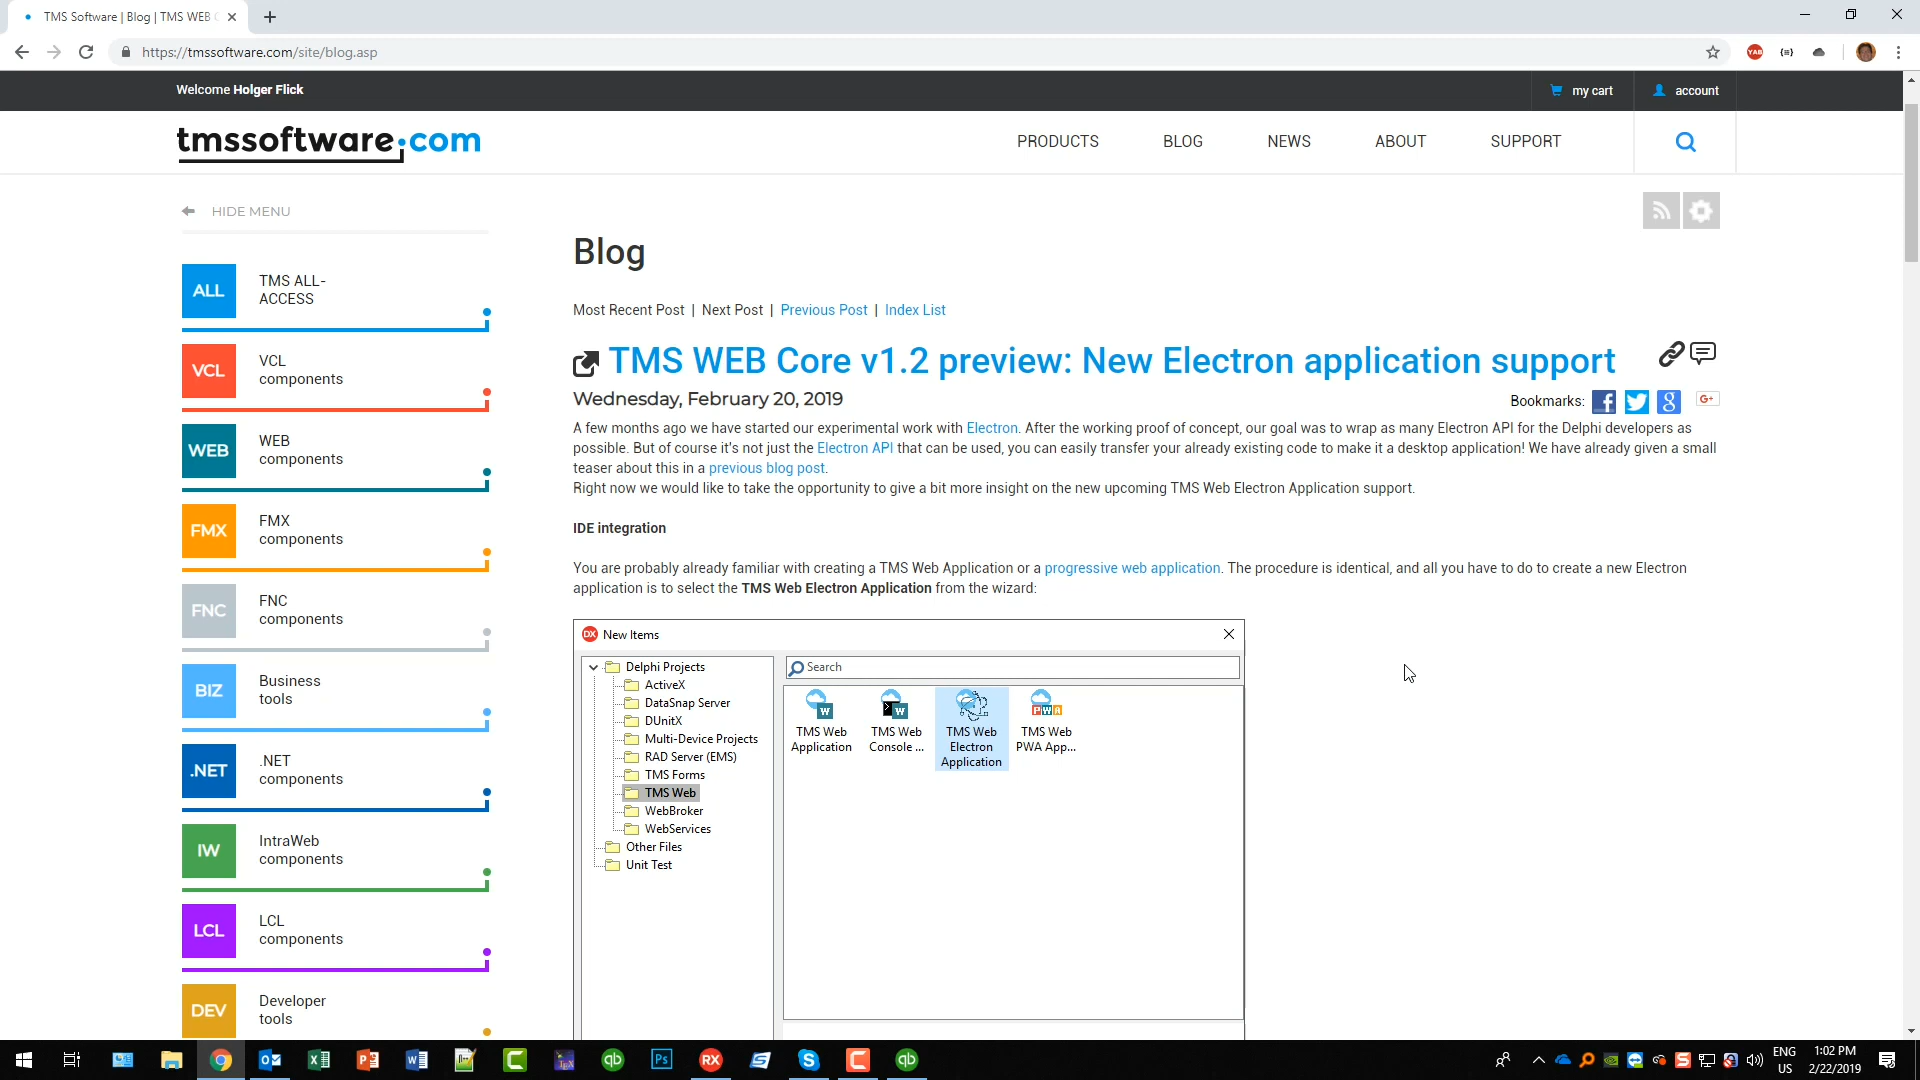 TMS Software | Blog | TMS WEB C
https://tmssoftware.com/site/blog.asp
YAB
Welcome Holger Flick
my cart
account
tmssoftware.com
PRODUCTS
BLOG
NEWS
ABOUT
SUPPORT
HIDE MENU
ALL
TMS ALL-
ACCESS
VCL
VCL
components
WEB
WEB
components
FMX
FMX
components
FNC
FNC
components
BIZ
Business
tools
.NET
.NET
components
IW
IntraWeb
components
LCL
LCL
components
DEV
Developer
tools
Blog
Most Recent Post | Next Post | Previous Post | Index List
TMS WEB Core v1.2 preview: New Electron application support
Wednesday, February 20, 2019
Bookmarks:
G+
A few months ago we have started our experimental work with Electron. After the working proof of concept, our goal was to wrap as many Electron API for the Delphi developers as
possible. But of course it's not just the Electron API that can be used, you can easily transfer your already existing code to make it a desktop application! We have already given a small
teaser about this in a previous blog post.
Right now we would like to take the opportunity to give a bit more insight on the new upcoming TMS Web Electron Application support.
IDE integration
You are probably already familiar with creating a TMS Web Application or a progressive web application. The procedure is identical, and all you have to do to create a new Electron
application is to select the TMS Web Electron Application from the wizard:
DX New Items
Delphi Projects
ActiveX
DataSnap Server
DUnitX
Multi-Device Projects
RAD Server (EMS)
TMS Forms
TMS Web
WebBroker
WebServices
Other Files
Unit Test
Search
W
TMS Web
Application
W
TMS Web
Console ...
TMS Web
Electron
Application
PWA
TMS Web
PWA App...
RX
Ps
qb
qb
ENG
US
1:02 PM
2/22/2019